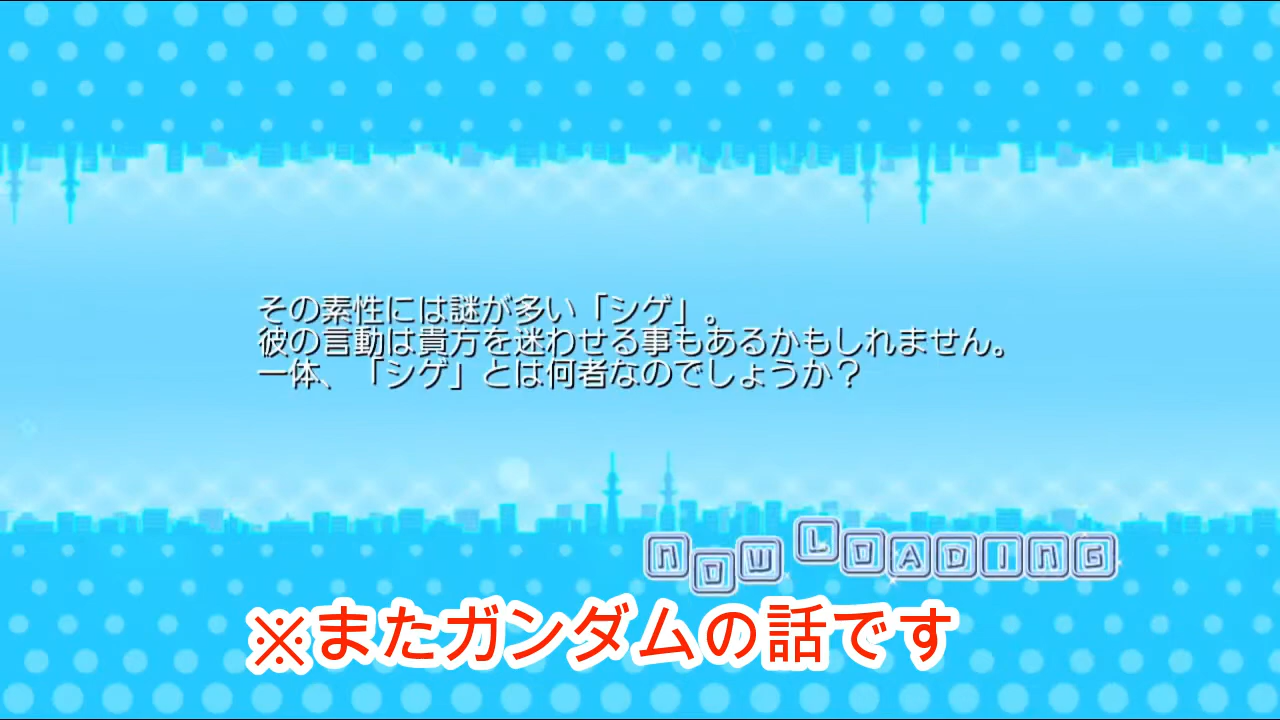 その素性には謎が多い「シゲ」。
彼の言動は貴方を迷わせる事もあるかもしれません。
一体、「シゲ」とは何者なのでしょうか？
NOW LOADING
※またガンダムの話です